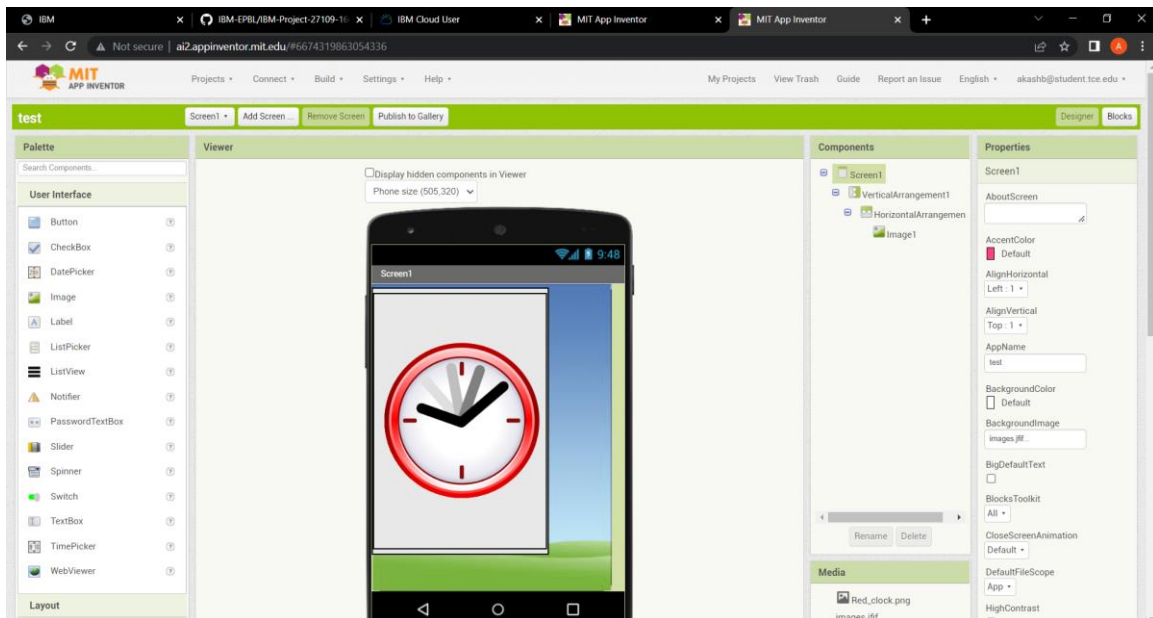 IBM
IBM-EPBL/IBM-Project-27109-16
IBM Cloud User
MIT App Inventor
MIT App Inventor
Not secure | ai2.appinventor.mit.edu/#6674319863054336
A
MIT
APP INVENTOR
Projects Connect Build Settings Help
My Projects View Trash Guide Report an Issue English akashb@student.tce.edu
test
Screen1 Add Screen ... Remove Screen Publish to Gallery
Designer Blocks
Palette
Search Components...
User Interface
Button
CheckBox
DatePicker
Image
Label
ListPicker
ListView
Notifier
PasswordTextBox
Slider
Spinner
Switch
TextBox
TimePicker
WebViewer
Layout
Viewer
Display hidden components in Viewer
Phone size (505,320)
9:48
Screen1
Components
Screen1
VerticalArrangement1
HorizontalArrangemen
Image1
Rename Delete
Media
Red_clock.png
images.jfif
Properties
Screen1
AboutScreen
AccentColor
Default
AlignHorizontal
Left : 1
AlignVertical
Top : 1
AppName
test
BackgroundColor
Default
BackgroundImage
images.jfif...
BigDefaultText
BlocksToolkit
All
CloseScreenAnimation
Default
DefaultFileScope
App
HighContrast